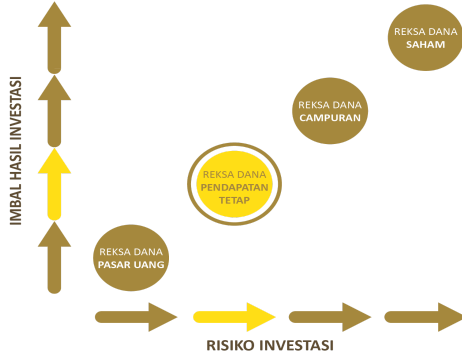 REKSA DANA
SAHAM
REKSA DANA
CAMPURAN
REKSA DANA
PENDAPATAN
TETAP
REKSA DANA
PASAR UANG
IMBAL HASIL INVESTASI
RISIKO INVESTASI